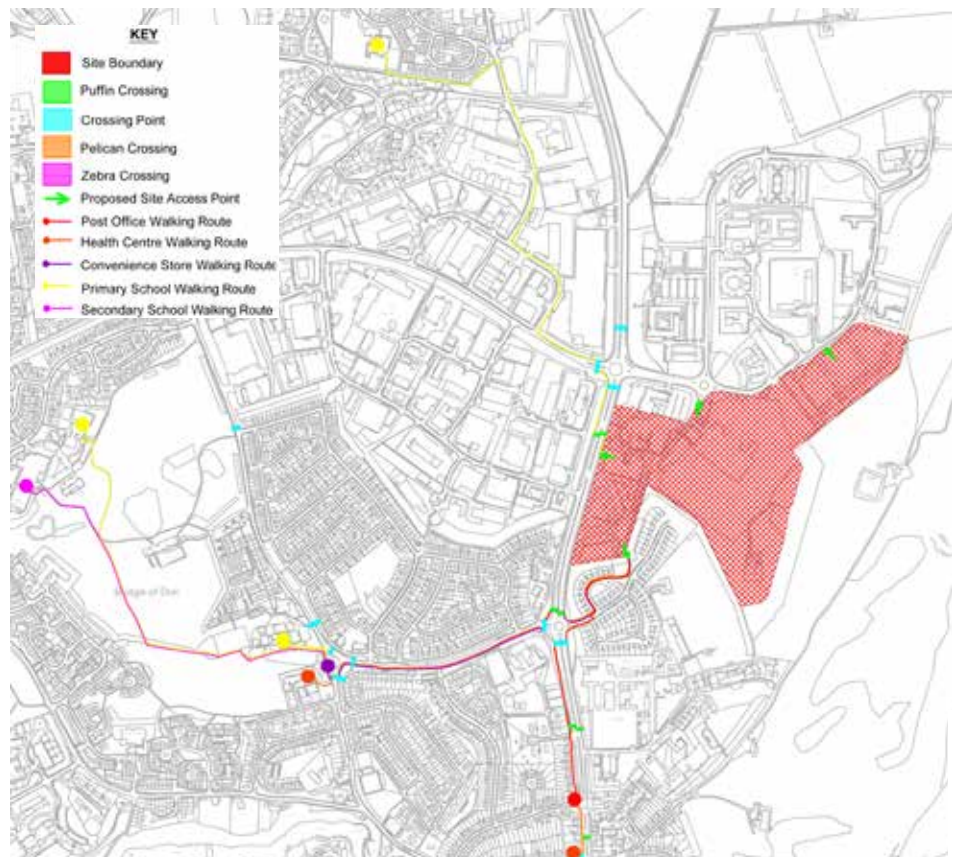 KEY
Site Boundary
Puffin Crossing
Crossing Point
Pelican Crossing
Zebra Crossing
Proposed Site Access Point
Post Office Walking Route
Health Centre Walking Route
Convenience Store Walking Route
Primary School Walking Route
Secondary School Walking Route
of Don